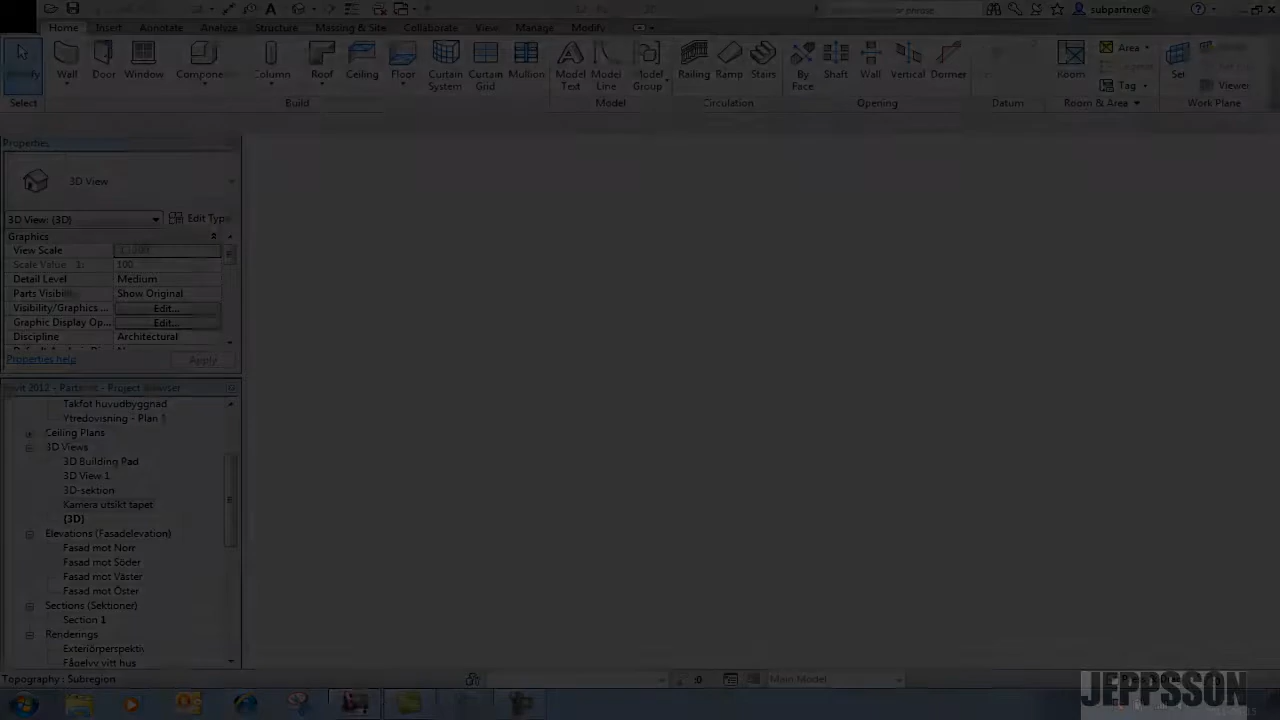 subpartner@
Home Insert Annotate Analyze Structure Massing & Site Collaborate View Manage Modify
Wall Door Window Column Roof Ceiling Floor Curtain System Curtain Grid Mullion Model Text Model Line Model Group Railing Ramp Stairs By Face Shaft Wall Vertical Dormer Room Area Tag Set Viewer
Select Build Model Circulation Opening Datum Room & Area Work Plane
Properties
3D View
3D View: {3D}
Graphics
View Scale
Scale Value 1: 100
Detail Level Medium
Parts Visibi Show Original
Visibility/Graphics ... Edit...
Graphic Display Op... Edit...
Discipline Architectural
Properties help Apply
Project Browser
Takfot huvudbyggnad
Ytredovisning - Plan 1
Ceiling Plans
3D Views
3D Building Pad
3D View 1
3D-sektion
Kamera utsikt tapet
{3D}
Elevations (Fasadelevation)
Fasad mot Norr
Fasad mot Söder
Fasad mot Väster
Fasad mot Öster
Sections (Sektioner)
Section 1
Renderings
Exteriörperspektiv
Fågelvy vitt hus
Topography : Subregion
:0
Main Model
JEPPSSON